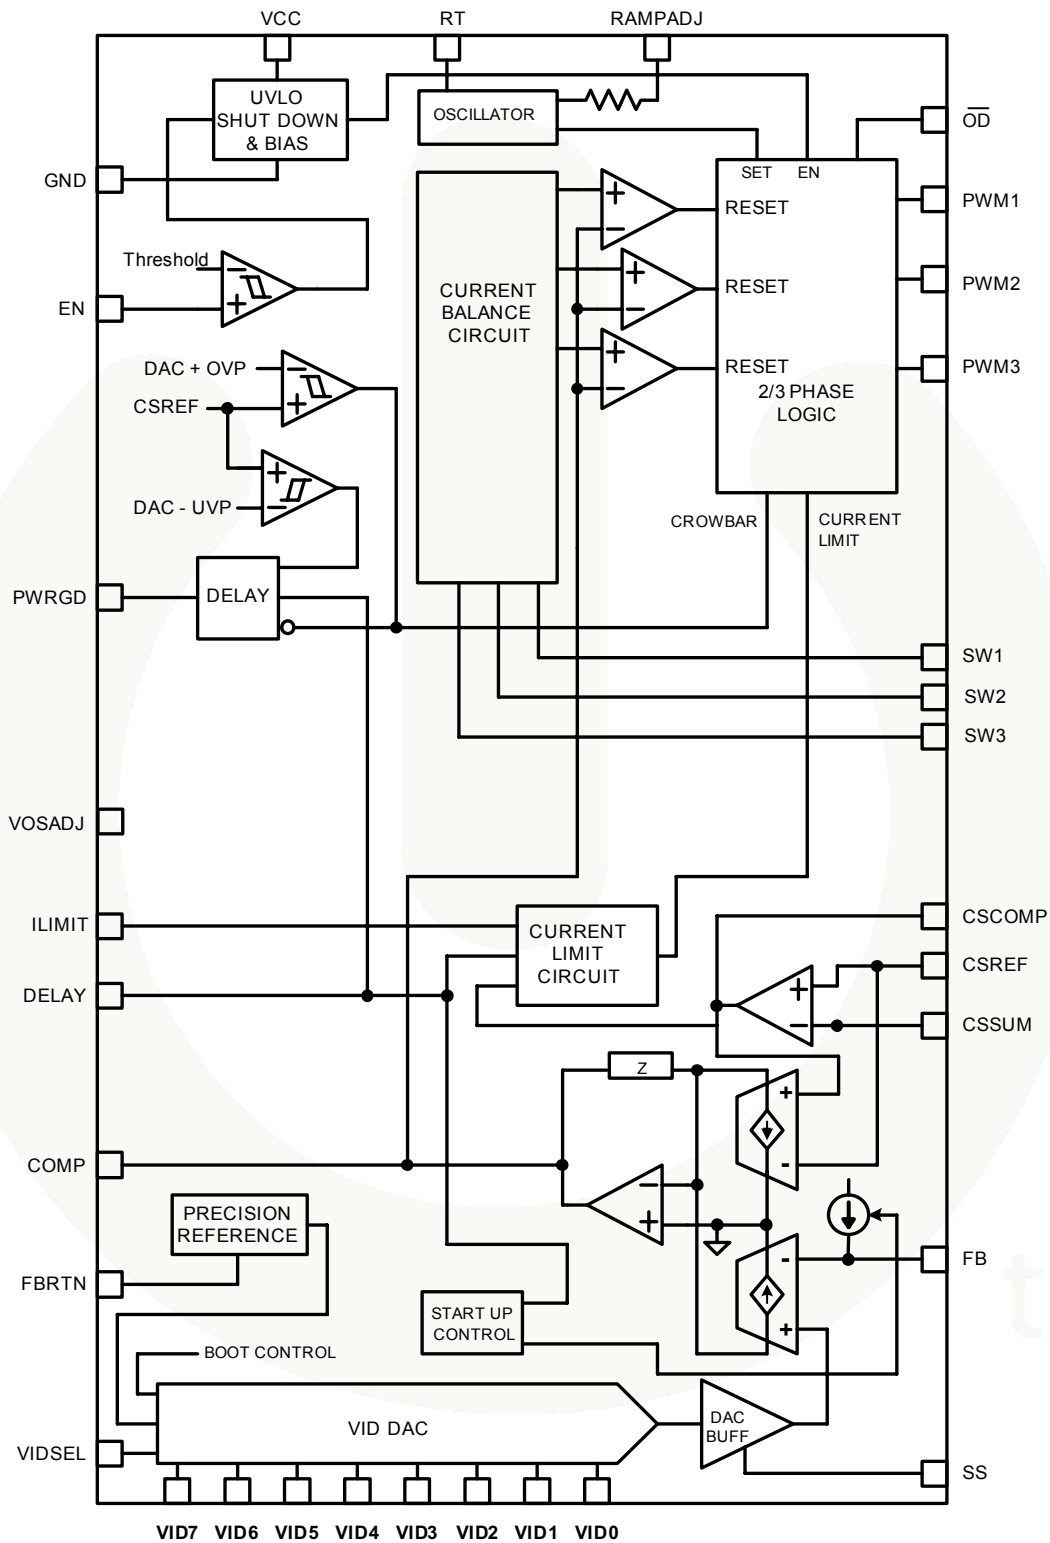 VCC
RT
RAMPADJ
UVLO
SHUT DOWN
& BIAS
OSCILLATOR
OD
SET
EN
GND
PWM1
RESET
Threshold
−
+
EN
+
−
CURRENT
BALANCE
CIRCUIT
+
−
RESET
PWM2
+
−
RESET
PWM3
2/3 PHASE
LOGIC
DAC + OVP
−
CSREF
+
+
DAC - UVP
−
CROWBAR
CURRENT
LIMIT
PWRGD
DELAY
SW1
SW2
SW3
VOSADJ
ILIMIT
CURRENT
LIMIT
CIRCUIT
CSCOMP
CSREF
+
DELAY
−
CSSUM
Z
+
-
COMP
−
+
PRECISION
REFERENCE
FBRTN
-
FB
t
START UP
CONTROL
+
BOOT CONTROL
VID DAC
DAC
BUFF
VIDSEL
SS
VID7 VID6 VID5 VID4 VID3 VID2 VID1 VID0